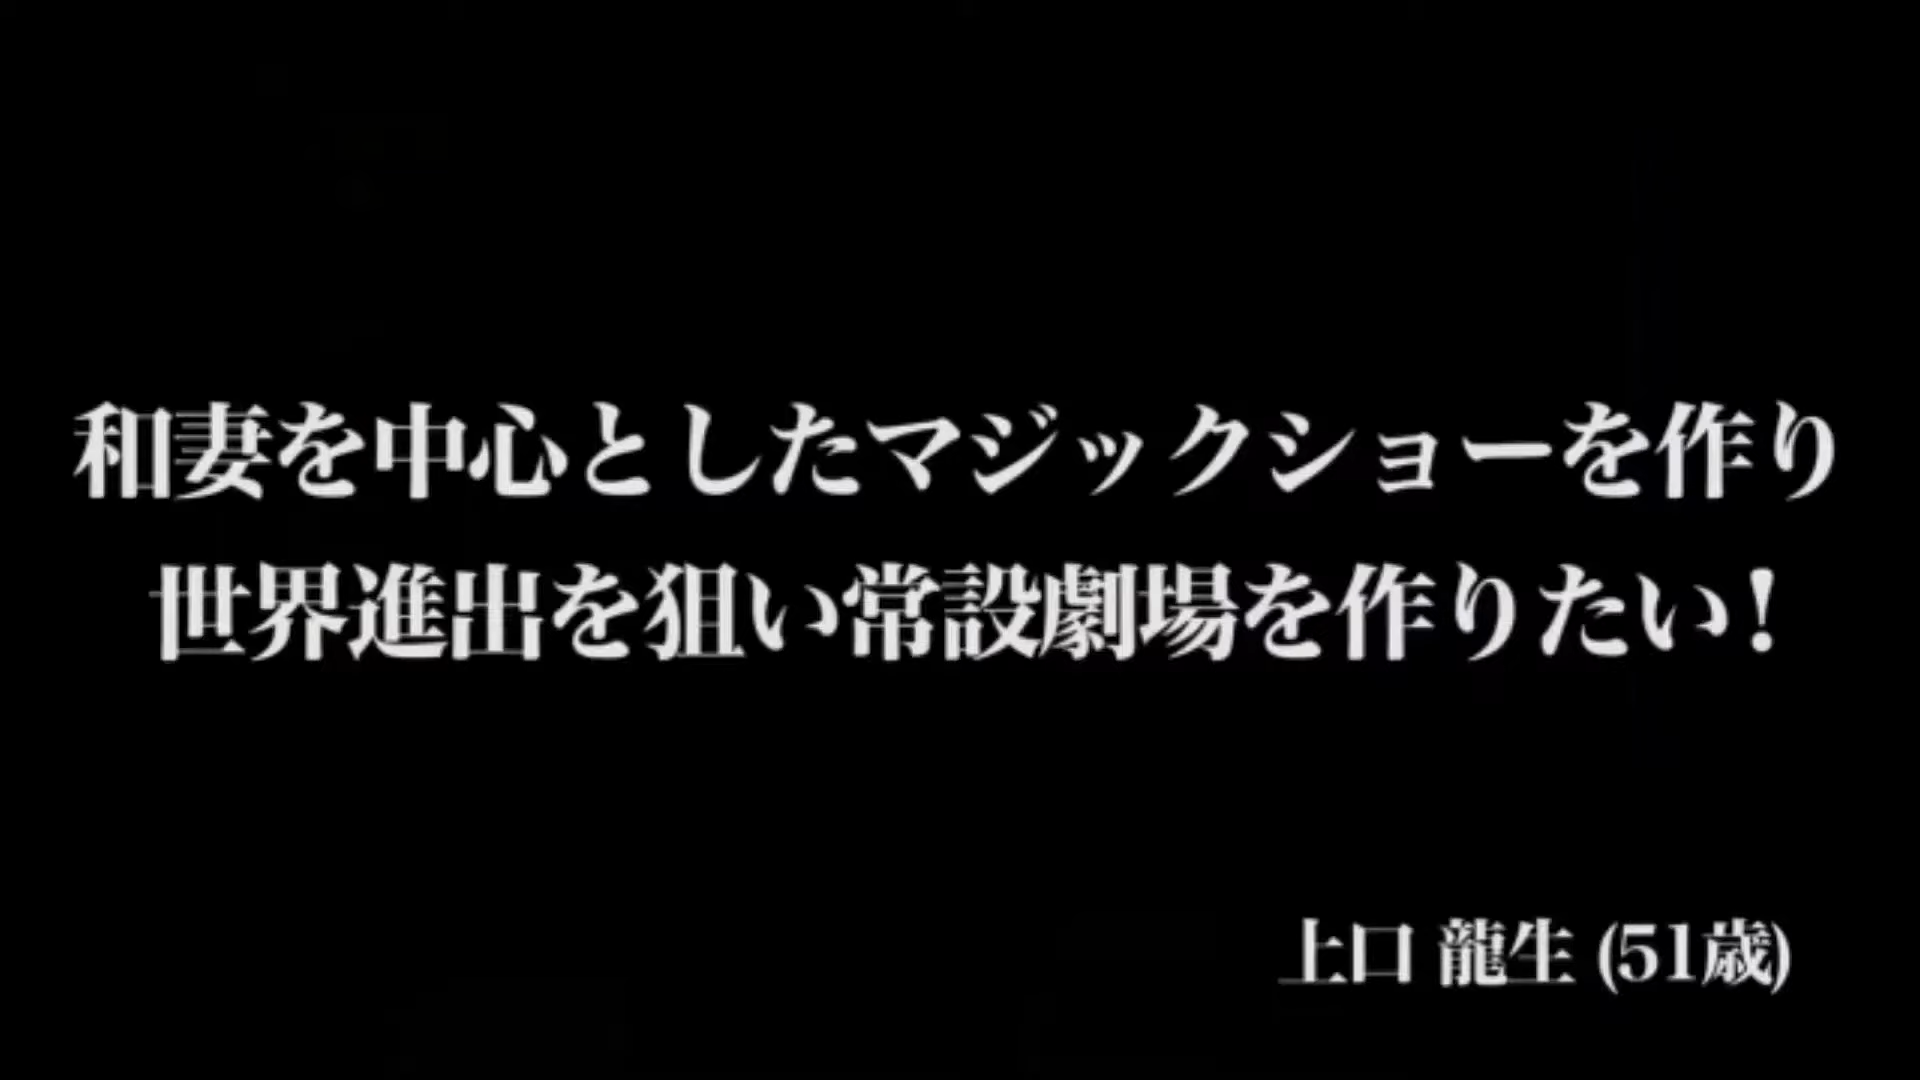 和妻を中心としたマジックショーを作り
世界進出を狙い常設劇場を作りたい！
上口 龍生 (51歳)